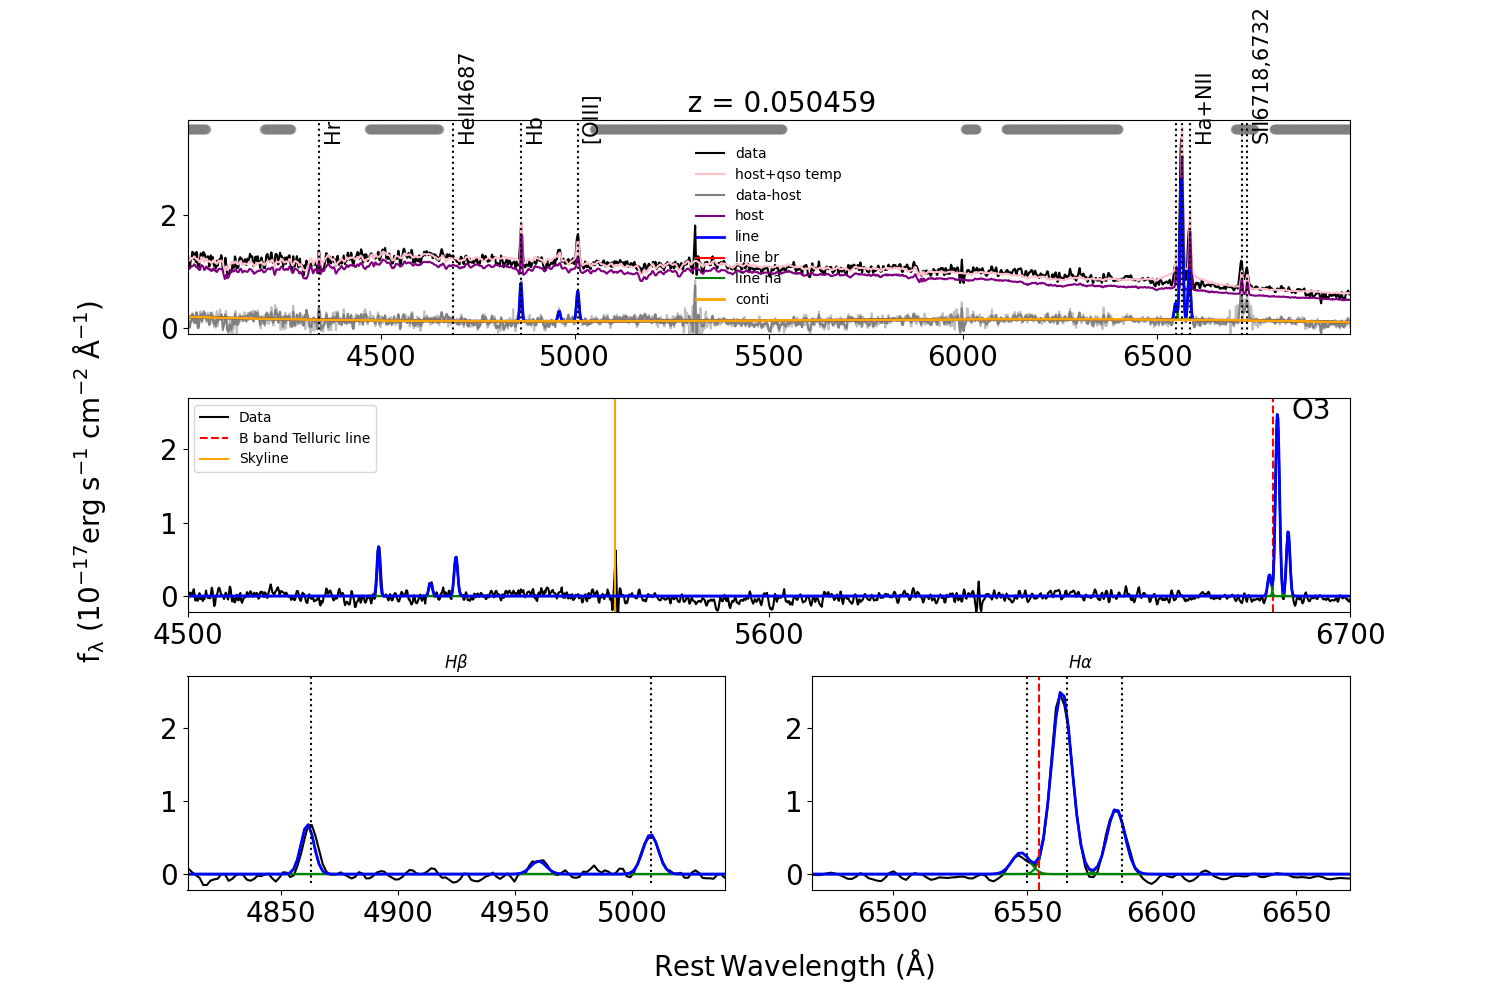 z = 0.050459
Hr
HeII4687
Hb
[OIII]
Ha+NII
SII6718,6732
data
host+qso temp
data-host
host
line
line br
line na
conti
2
0
4500
5000
5500
6000
6500
Data
B band Telluric line
Skyline
O3
2
1
0
4500
5600
6700
fλ (10⁻¹⁷erg s⁻¹ cm⁻² Å⁻¹)
Hβ
2
1
0
4850
4900
4950
5000
Hα
2
1
0
6500
6550
6600
6650
Rest Wavelength (Å)